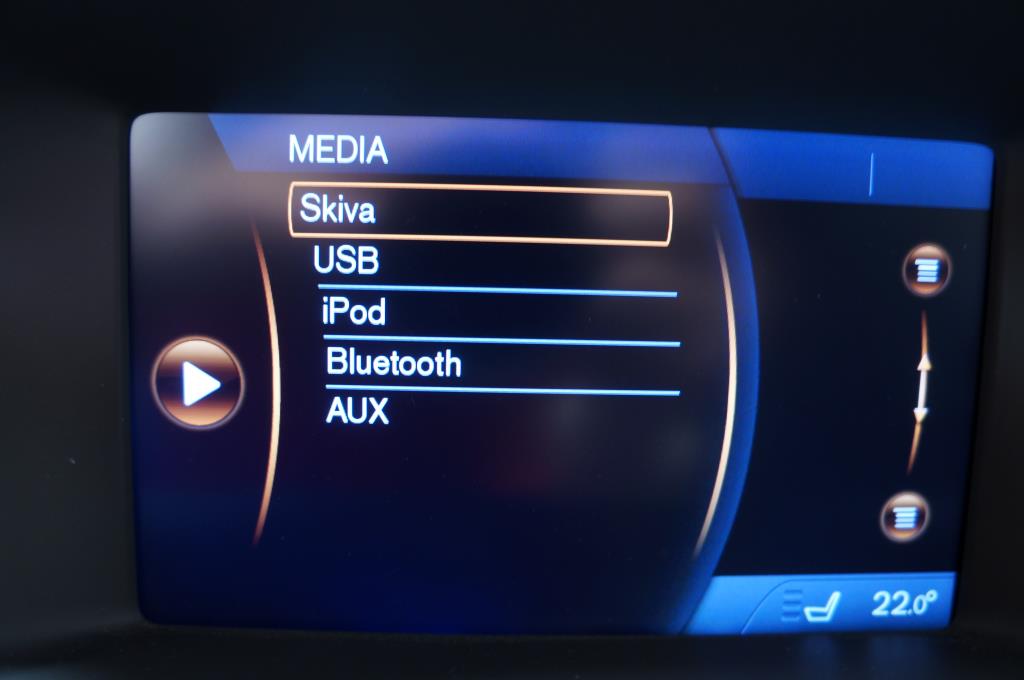 MEDIA
Skiva
USB
iPod
Bluetooth
AUX
22.0°